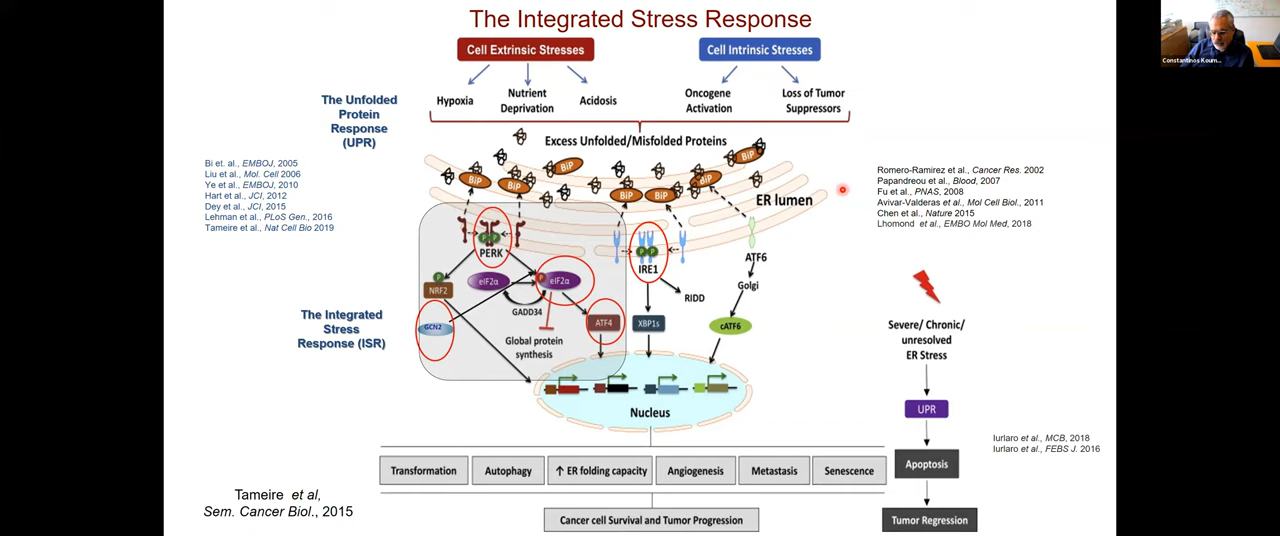 The Integrated Stress Response
Constantinos Koum...
Cell Extrinsic Stresses
Cell Intrinsic Stresses
Hypoxia
Nutrient
Deprivation
Acidosis
Oncogene
Activation
Loss of Tumor
Suppressors
The Unfolded
Protein
Response
(UPR)
Excess Unfolded/Misfolded Proteins
BiP
BiP
BiP
BiP
BiP
BiP
BiP
ER lumen
Bi et. al., EMBOJ, 2005
Liu et al., Mol. Cell 2006
Ye et al., EMBOJ, 2010
Hart et al., JCI, 2012
Dey et al., JCI, 2015
Lehman et al., PLoS Gen., 2016
Tameire et al., Nat Cell Bio 2019
Romero-Ramirez et al., Cancer Res. 2002
Papandreou et al., Blood, 2007
Fu et al., PNAS, 2008
Avivar-Valderas et al., Mol Cell Biol., 2011
Chen et al., Nature 2015
Lhomond et al., EMBO Mol Med, 2018
P P
PERK
P P
IRE1
ATF6
P
NRF2
eIF2α
P
eIF2α
Golgi
RIDD
GADD34
GCN2
ATF4
XBP1s
cATF6
The Integrated
Stress
Response (ISR)
Global protein
synthesis
Nucleus
Severe/ Chronic/
unresolved
ER Stress
UPR
Apoptosis
Tumor Regression
Iurlaro et al., MCB, 2018
Iurlaro et al., FEBS J. 2016
Transformation
Autophagy
↑ ER folding capacity
Angiogenesis
Metastasis
Senescence
Cancer cell Survival and Tumor Progression
Tameire et al,
Sem. Cancer Biol., 2015